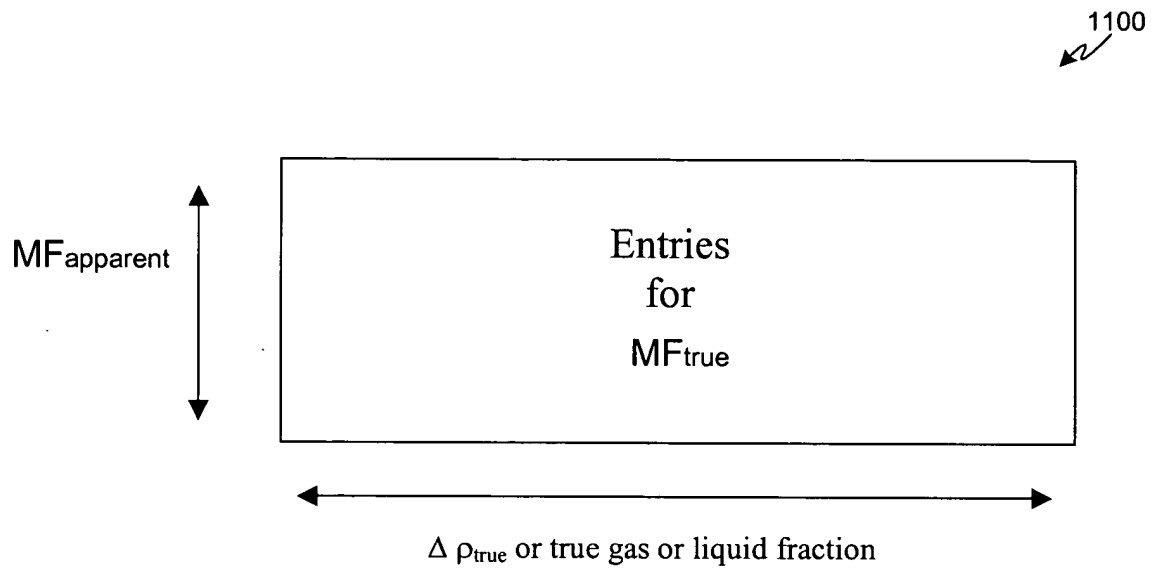 1100
MFapparent
Entries
for
MFtrue
Δ ρtrue or true gas or liquid fraction